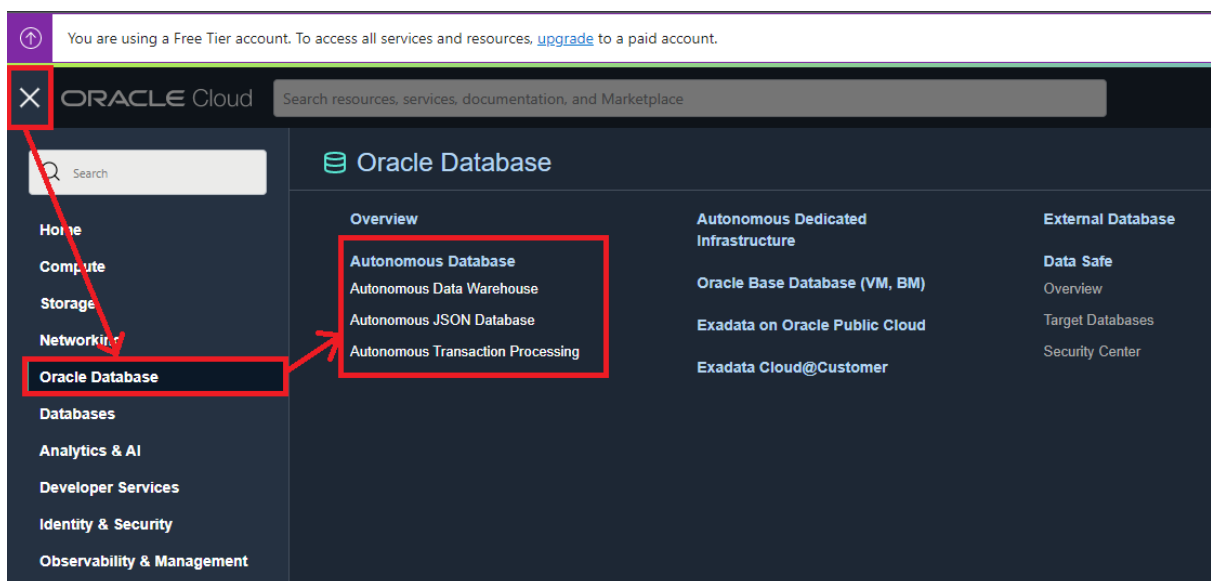 You are using a Free Tier account. To access all services and resources, upgrade to a paid account.
ORACLE Cloud
Search resources, services, documentation, and Marketplace
Search
Home
Compute
Storage
Networking
Oracle Database
Databases
Analytics & AI
Developer Services
Identity & Security
Observability & Management
Oracle Database
Overview
Autonomous Database
Autonomous Data Warehouse
Autonomous JSON Database
Autonomous Transaction Processing
Autonomous Dedicated
Infrastructure
Oracle Base Database (VM, BM)
Exadata on Oracle Public Cloud
Exadata Cloud@Customer
External Database
Data Safe
Overview
Target Databases
Security Center